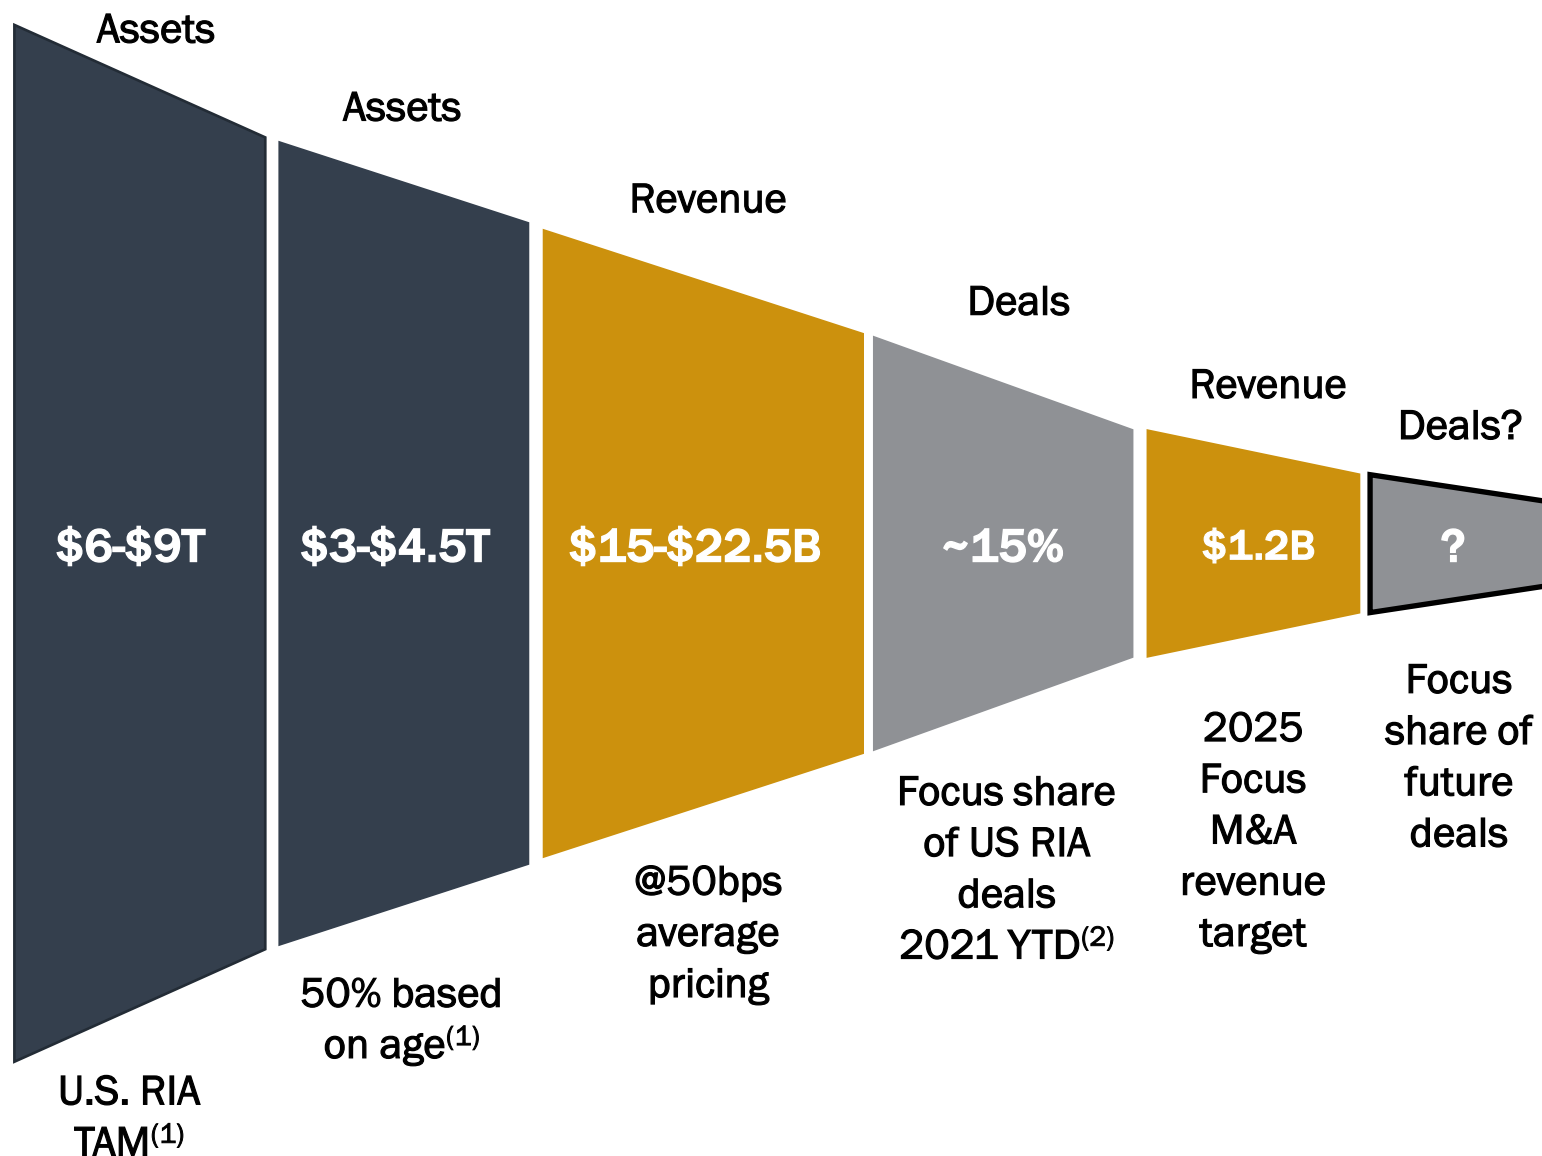 Assets
$6-$9T
U.S. RIA
TAM(1)
Assets
$3-$4.5T
50% based
on age(1)
Revenue
$15-$22.5B
@50bps
average
pricing
Deals
~15%
Focus share
of US RIA
deals
2021 YTD(2)
Revenue
$1.2B
2025
Focus
M&A
revenue
target
Deals?
?
Focus
share of
future
deals